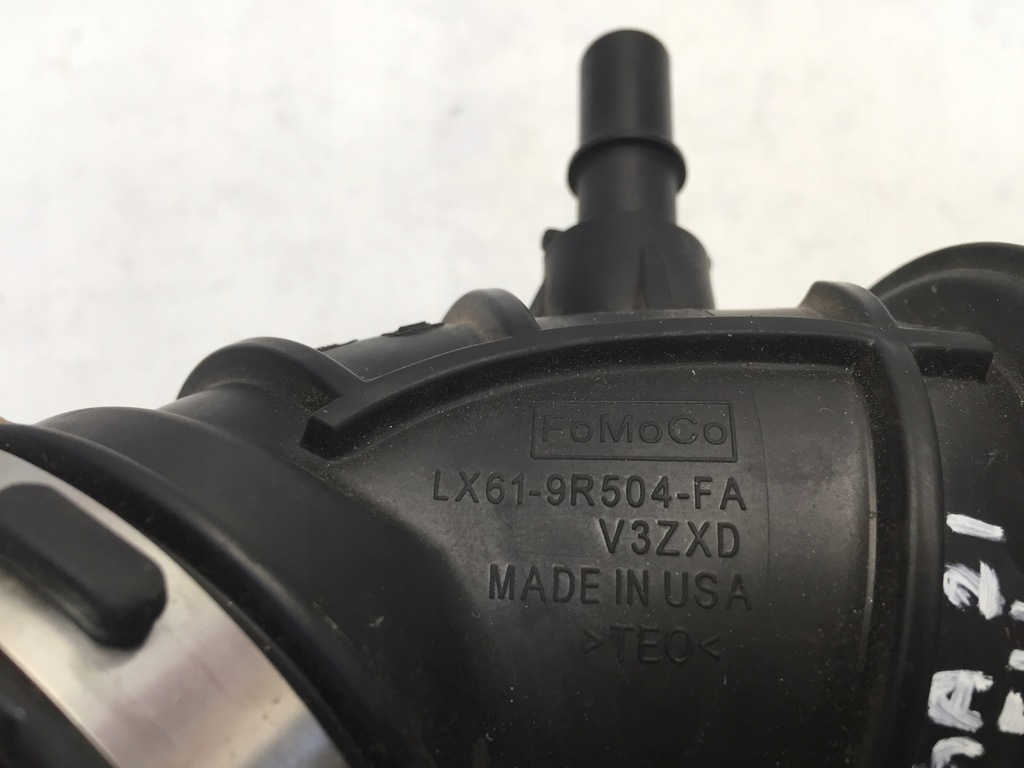 FoMoCo
LX61-9R504-FA
V3ZXD
MADE IN USA
>TEO<